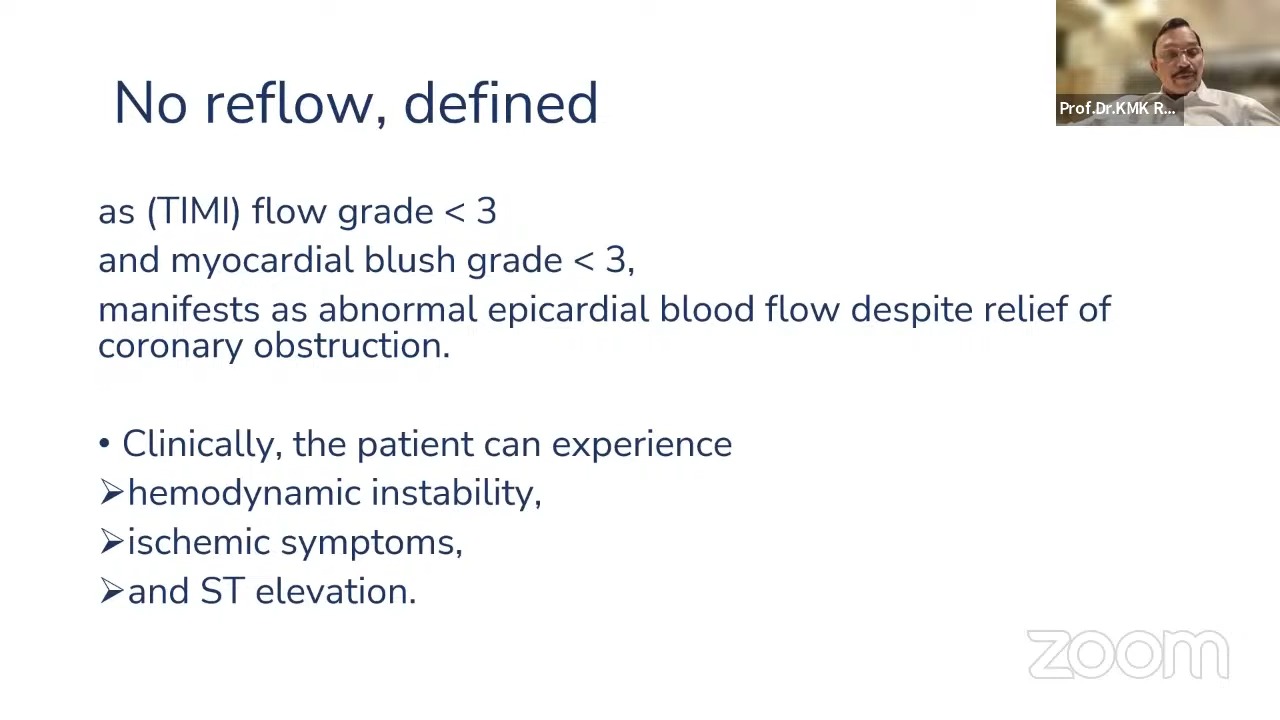 No reflow, defined
Prof.Dr.KMK R...
as (TIMI) flow grade < 3
and myocardial blush grade < 3,
manifests as abnormal epicardial blood flow despite relief of
coronary obstruction.
• Clinically, the patient can experience
➢hemodynamic instability,
➢ischemic symptoms,
➢and ST elevation.
zoom